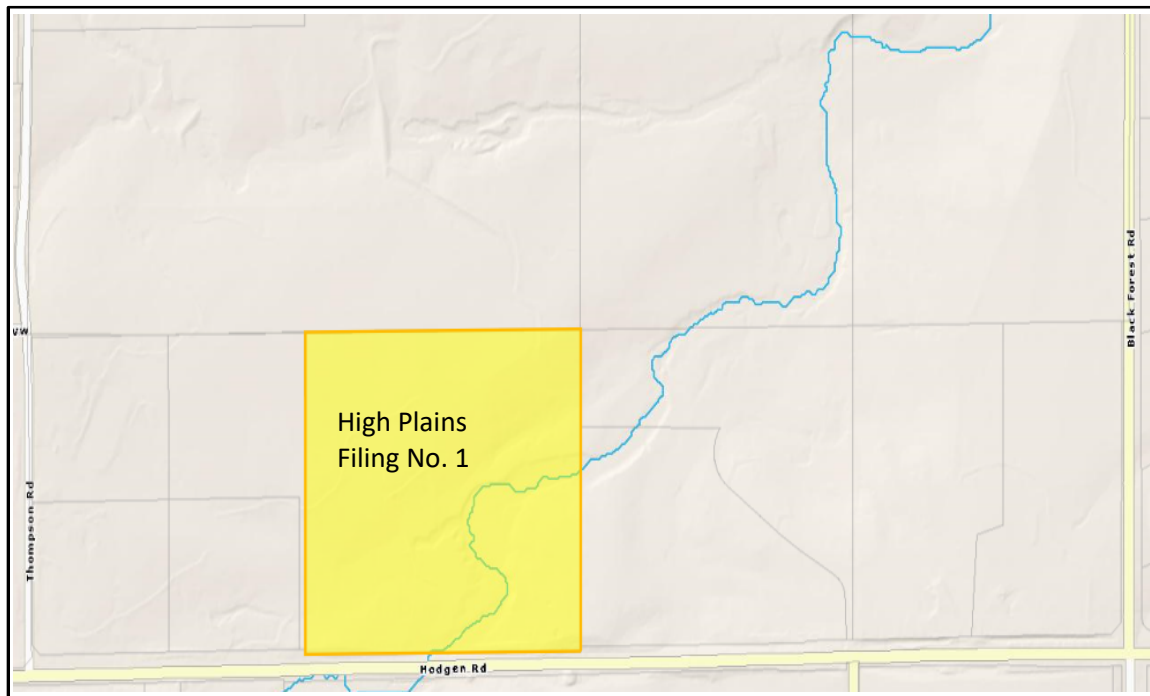 Black Forest Rd
High Plains
Filing No. 1
Thompson Rd
Hodgen Rd